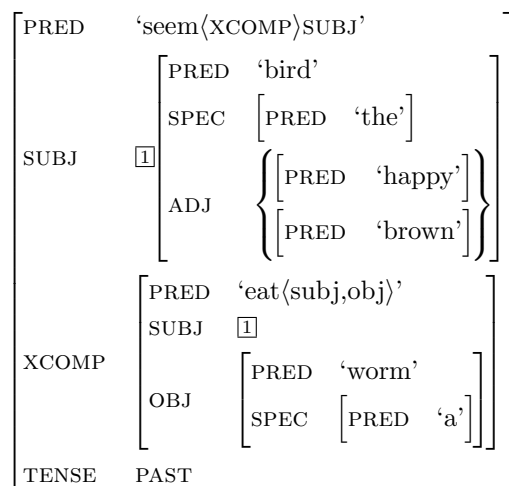 PRED ‘seem⟨XCOMP⟩SUBJ’
PRED ‘bird’
SPEC [PRED ‘the’]
SUBJ 1
ADJ {[PRED ‘happy’]
[PRED ‘brown’]}
PRED ‘eat⟨subj,obj⟩’
SUBJ 1
XCOMP
PRED ‘worm’
OBJ
SPEC [PRED ‘a’]
TENSE PAST